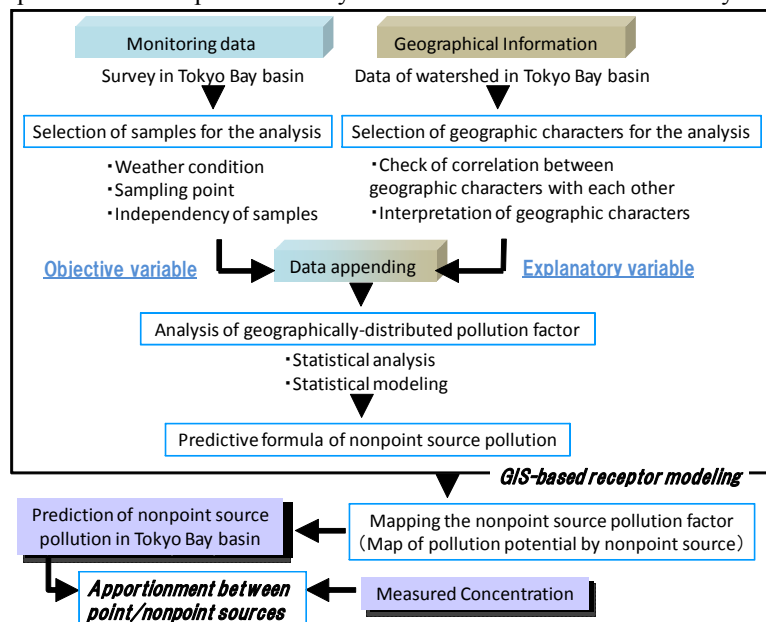 Monitoring data
Geographical Information
Survey in Tokyo Bay basin
Data of watershed in Tokyo Bay basin
Selection of samples for the analysis
Selection of geographic characters for the analysis
・Weather condition
・Sampling point
・Independency of samples
・Check of correlation between
geographic characters with each other
・Interpretation of geographic characters
Objective variable
Data appending
Explanatory variable
Analysis of geographically-distributed pollution factor
・Statistical analysis
・Statistical modeling
Predictive formula of nonpoint source pollution
GIS-based receptor modeling
Prediction of nonpoint source
pollution in Tokyo Bay basin
Mapping the nonpoint source pollution factor
(Map of pollution potential by nonpoint source)
Apportionment between
point/nonpoint sources
Measured Concentration